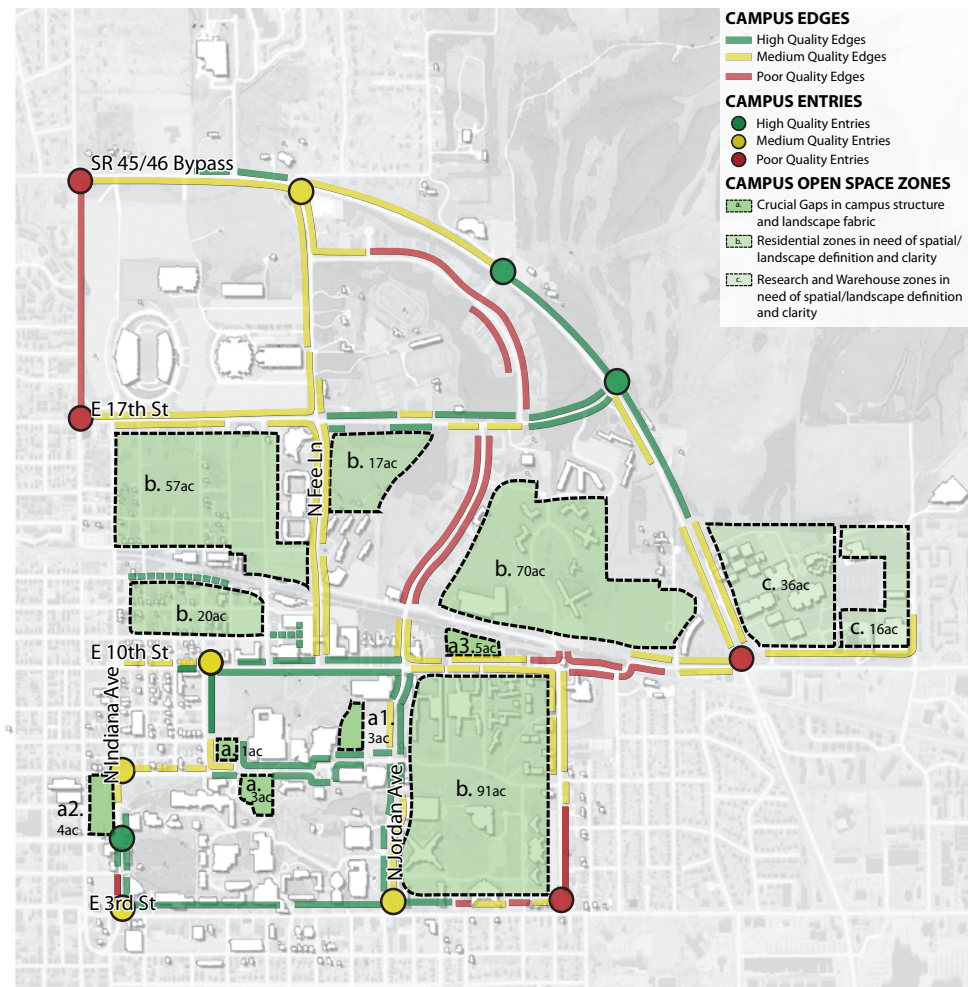 CAMPUS EDGES
High Quality Edges
Medium Quality Edges
Poor Quality Edges
CAMPUS ENTRIES
High Quality Entries
Medium Quality Entries
Poor Quality Entries
CAMPUS OPEN SPACE ZONES
a. Crucial Gaps in campus structure
and landscape fabric
b. Residential zones in need of spatial/
landscape definition and clarity
c. Research and Warehouse zones in
need of spatial/landscape definition
and clarity
SR 45/46 Bypass
E 17th St
N Fee Ln
b. 57ac
b. 17ac
b. 70ac
c. 36ac
c. 16ac
b. 20ac
a3. 5ac
E 10th St
N Indiana Ave
a1.
3ac
a. 1ac
a.
3ac
a2.
4ac
b. 91ac
N Jordan Ave
E 3rd St